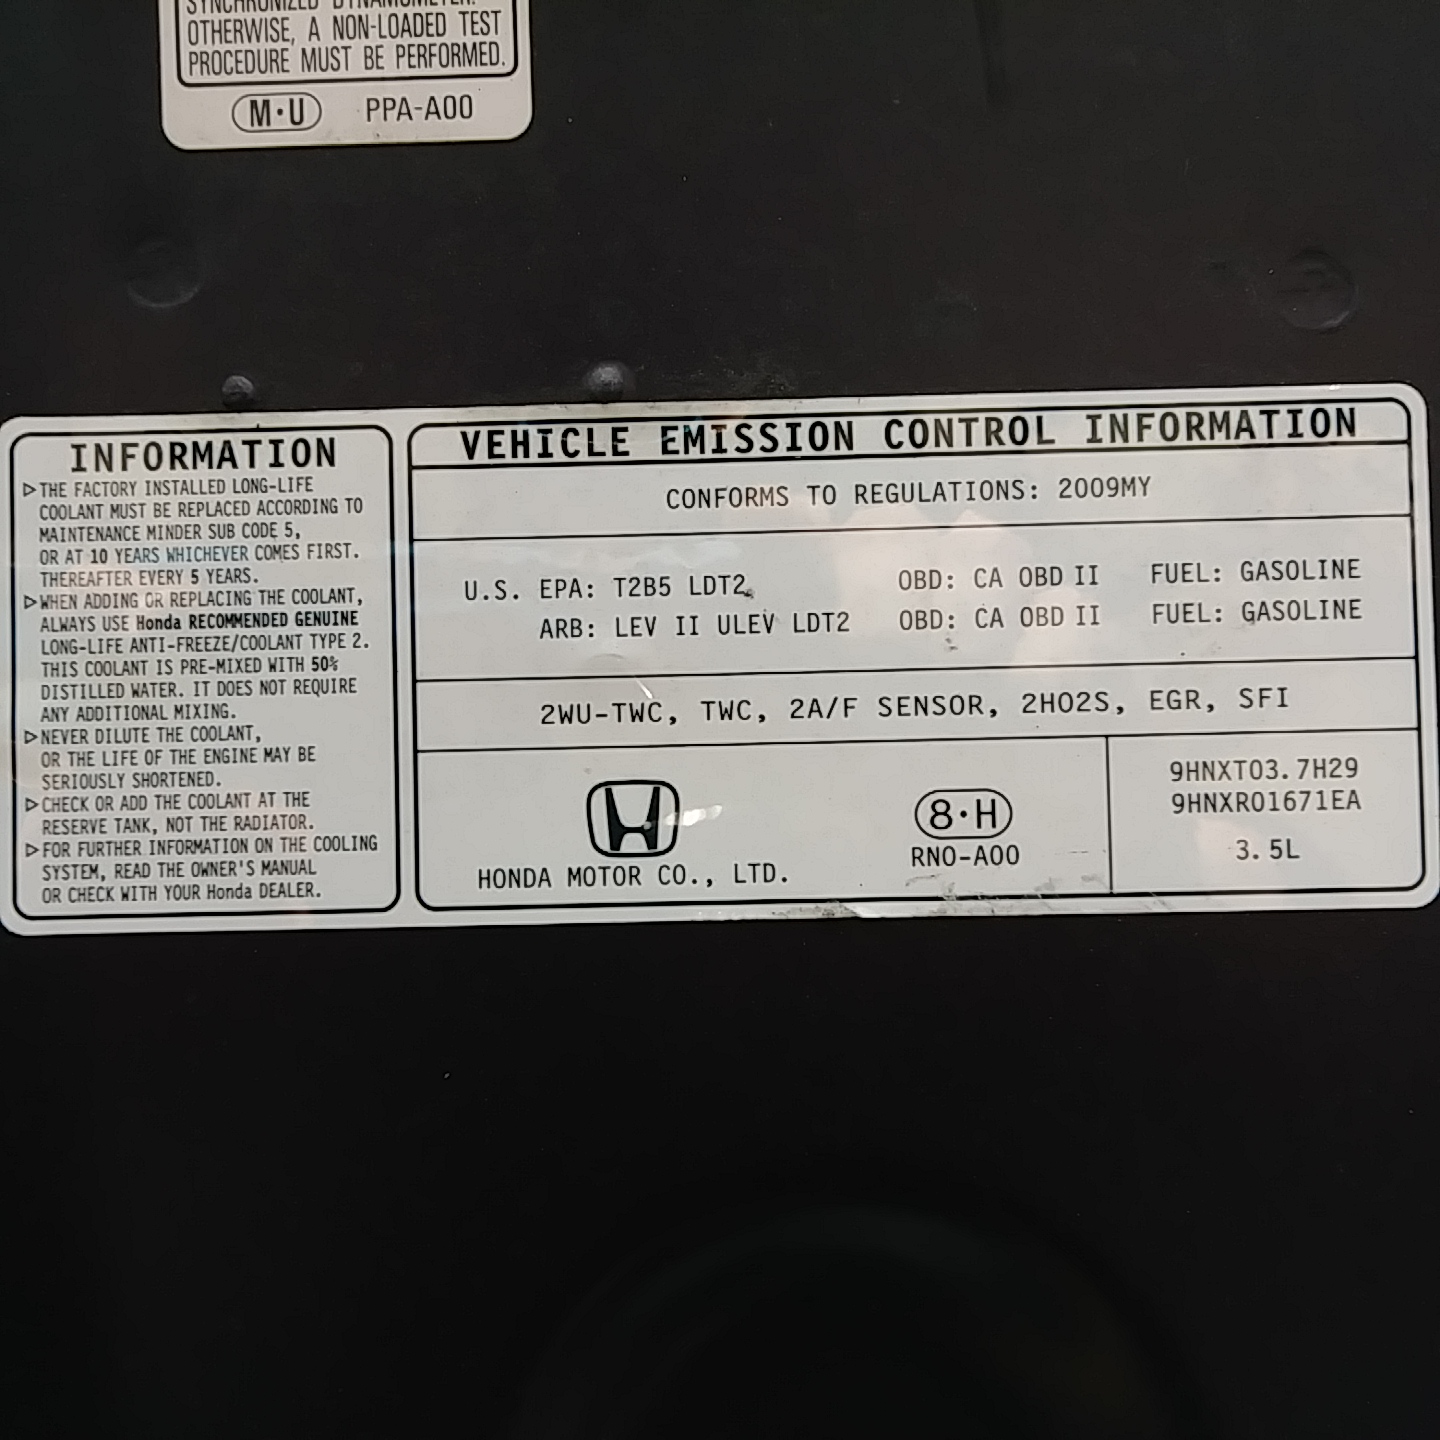 SYNCHRONIZED DYNAMOMETER.
OTHERWISE, A NON-LOADED TEST
PROCEDURE MUST BE PERFORMED.
M·U PPA-A00
INFORMATION
▷THE FACTORY INSTALLED LONG-LIFE
COOLANT MUST BE REPLACED ACCORDING TO
MAINTENANCE MINDER SUB CODE 5,
OR AT 10 YEARS WHICHEVER COMES FIRST.
THEREAFTER EVERY 5 YEARS.
▷WHEN ADDING OR REPLACING THE COOLANT,
ALWAYS USE Honda RECOMMENDED GENUINE
LONG-LIFE ANTI-FREEZE/COOLANT TYPE 2.
THIS COOLANT IS PRE-MIXED WITH 50%
DISTILLED WATER. IT DOES NOT REQUIRE
ANY ADDITIONAL MIXING.
▷NEVER DILUTE THE COOLANT,
OR THE LIFE OF THE ENGINE MAY BE
SERIOUSLY SHORTENED.
▷CHECK OR ADD THE COOLANT AT THE
RESERVE TANK, NOT THE RADIATOR.
▷FOR FURTHER INFORMATION ON THE COOLING
SYSTEM, READ THE OWNER'S MANUAL
OR CHECK WITH YOUR Honda DEALER.
VEHICLE EMISSION CONTROL INFORMATION
CONFORMS TO REGULATIONS: 2009MY
U.S. EPA: T2B5 LDT2 OBD: CA OBD II FUEL: GASOLINE
ARB: LEV II ULEV LDT2 OBD: CA OBD II FUEL: GASOLINE
2WU-TWC, TWC, 2A/F SENSOR, 2HO2S, EGR, SFI
HONDA MOTOR CO., LTD.
8·H
RN0-A00
9HNXT03.7H29
9HNXR01671EA
3.5L